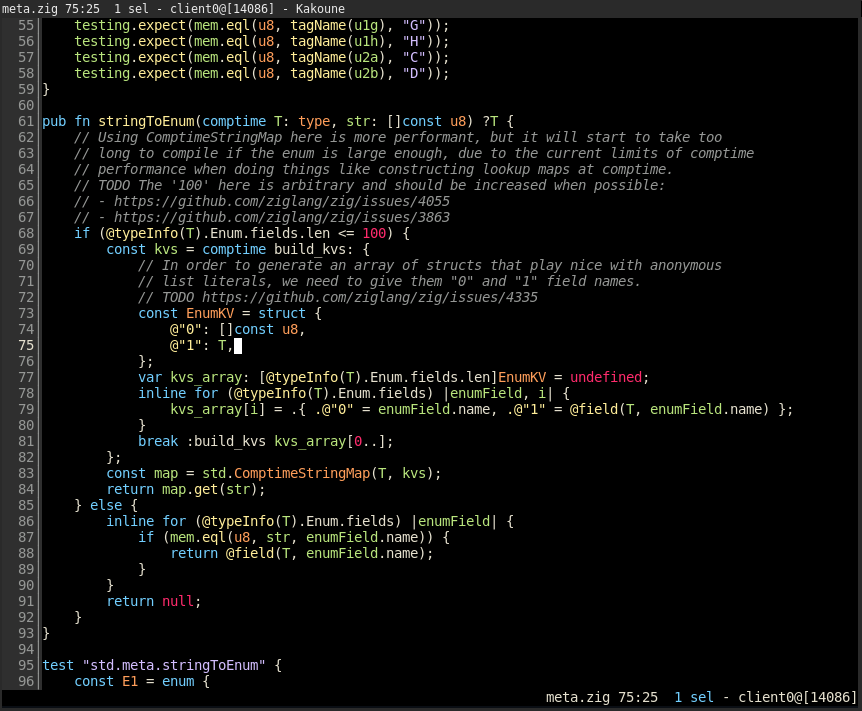 meta.zig 75:25  1 sel - client0@[14086] - Kakoune
55     testing.expect(mem.eql(u8, tagName(u1g), "G"));
56     testing.expect(mem.eql(u8, tagName(u1h), "H"));
57     testing.expect(mem.eql(u8, tagName(u2a), "C"));
58     testing.expect(mem.eql(u8, tagName(u2b), "D"));
59 }
60
61 pub fn stringToEnum(comptime T: type, str: []const u8) ?T {
62     // Using ComptimeStringMap here is more performant, but it will start to take too
63     // long to compile if the enum is large enough, due to the current limits of comptime
64     // performance when doing things like constructing lookup maps at comptime.
65     // TODO The '100' here is arbitrary and should be increased when possible:
66     // - https://github.com/ziglang/zig/issues/4055
67     // - https://github.com/ziglang/zig/issues/3863
68     if (@typeInfo(T).Enum.fields.len <= 100) {
69         const kvs = comptime build_kvs: {
70             // In order to generate an array of structs that play nice with anonymous
71             // list literals, we need to give them "0" and "1" field names.
72             // TODO https://github.com/ziglang/zig/issues/4335
73             const EnumKV = struct {
74                 @"0": []const u8,
75                 @"1": T,
76             };
77             var kvs_array: [@typeInfo(T).Enum.fields.len]EnumKV = undefined;
78             inline for (@typeInfo(T).Enum.fields) |enumField, i| {
79                 kvs_array[i] = .{ .@"0" = enumField.name, .@"1" = @field(T, enumField.name) };
80             }
81             break :build_kvs kvs_array[0..];
82         };
83         const map = std.ComptimeStringMap(T, kvs);
84         return map.get(str);
85     } else {
86         inline for (@typeInfo(T).Enum.fields) |enumField| {
87             if (mem.eql(u8, str, enumField.name)) {
88                 return @field(T, enumField.name);
89             }
90         }
91         return null;
92     }
93 }
94
95 test "std.meta.stringToEnum" {
96     const E1 = enum {
meta.zig 75:25  1 sel - client0@[14086]